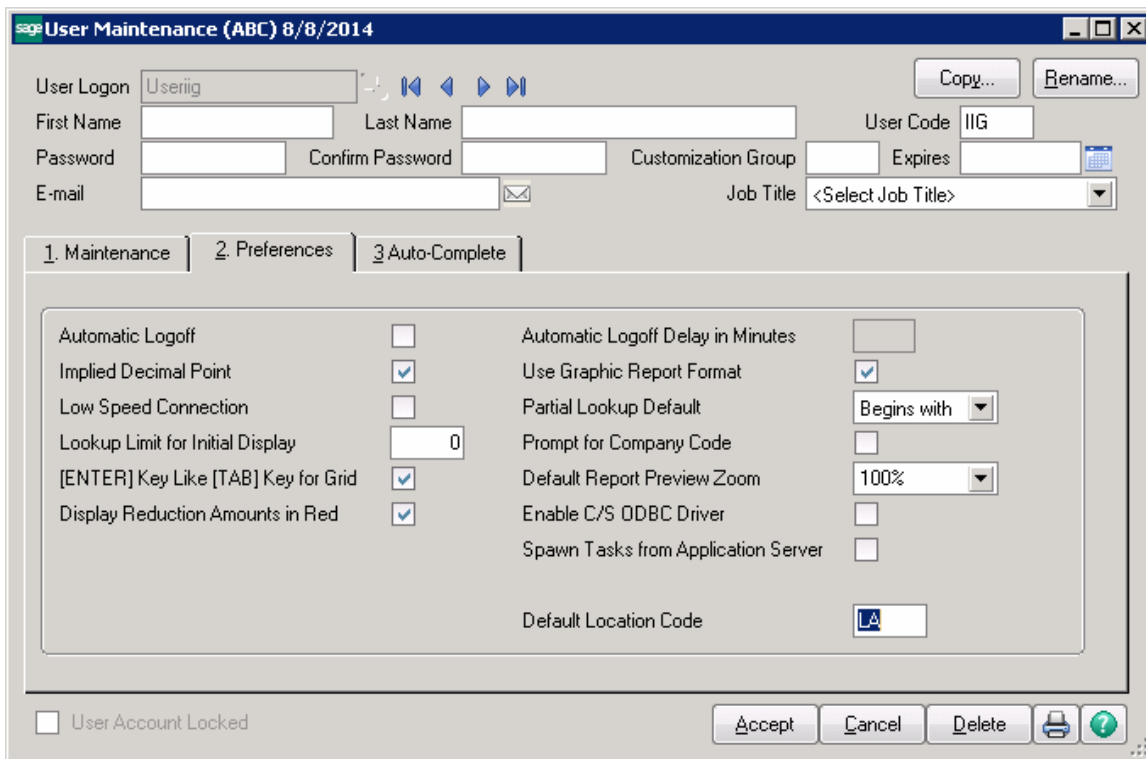 sage User Maintenance (ABC) 8/8/2014
User Logon Useriig Copy... Rename...
First Name Last Name User Code IIG
Password Confirm Password Customization Group Expires
E-mail Job Title <Select Job Title>
1. Maintenance 2. Preferences 3 Auto-Complete
Automatic Logoff Automatic Logoff Delay in Minutes
Implied Decimal Point Use Graphic Report Format
Low Speed Connection Partial Lookup Default Begins with
Lookup Limit for Initial Display 0 Prompt for Company Code
[ENTER] Key Like [TAB] Key for Grid Default Report Preview Zoom 100%
Display Reduction Amounts in Red Enable C/S ODBC Driver
Spawn Tasks from Application Server
Default Location Code LA
User Account Locked Accept Cancel Delete ?